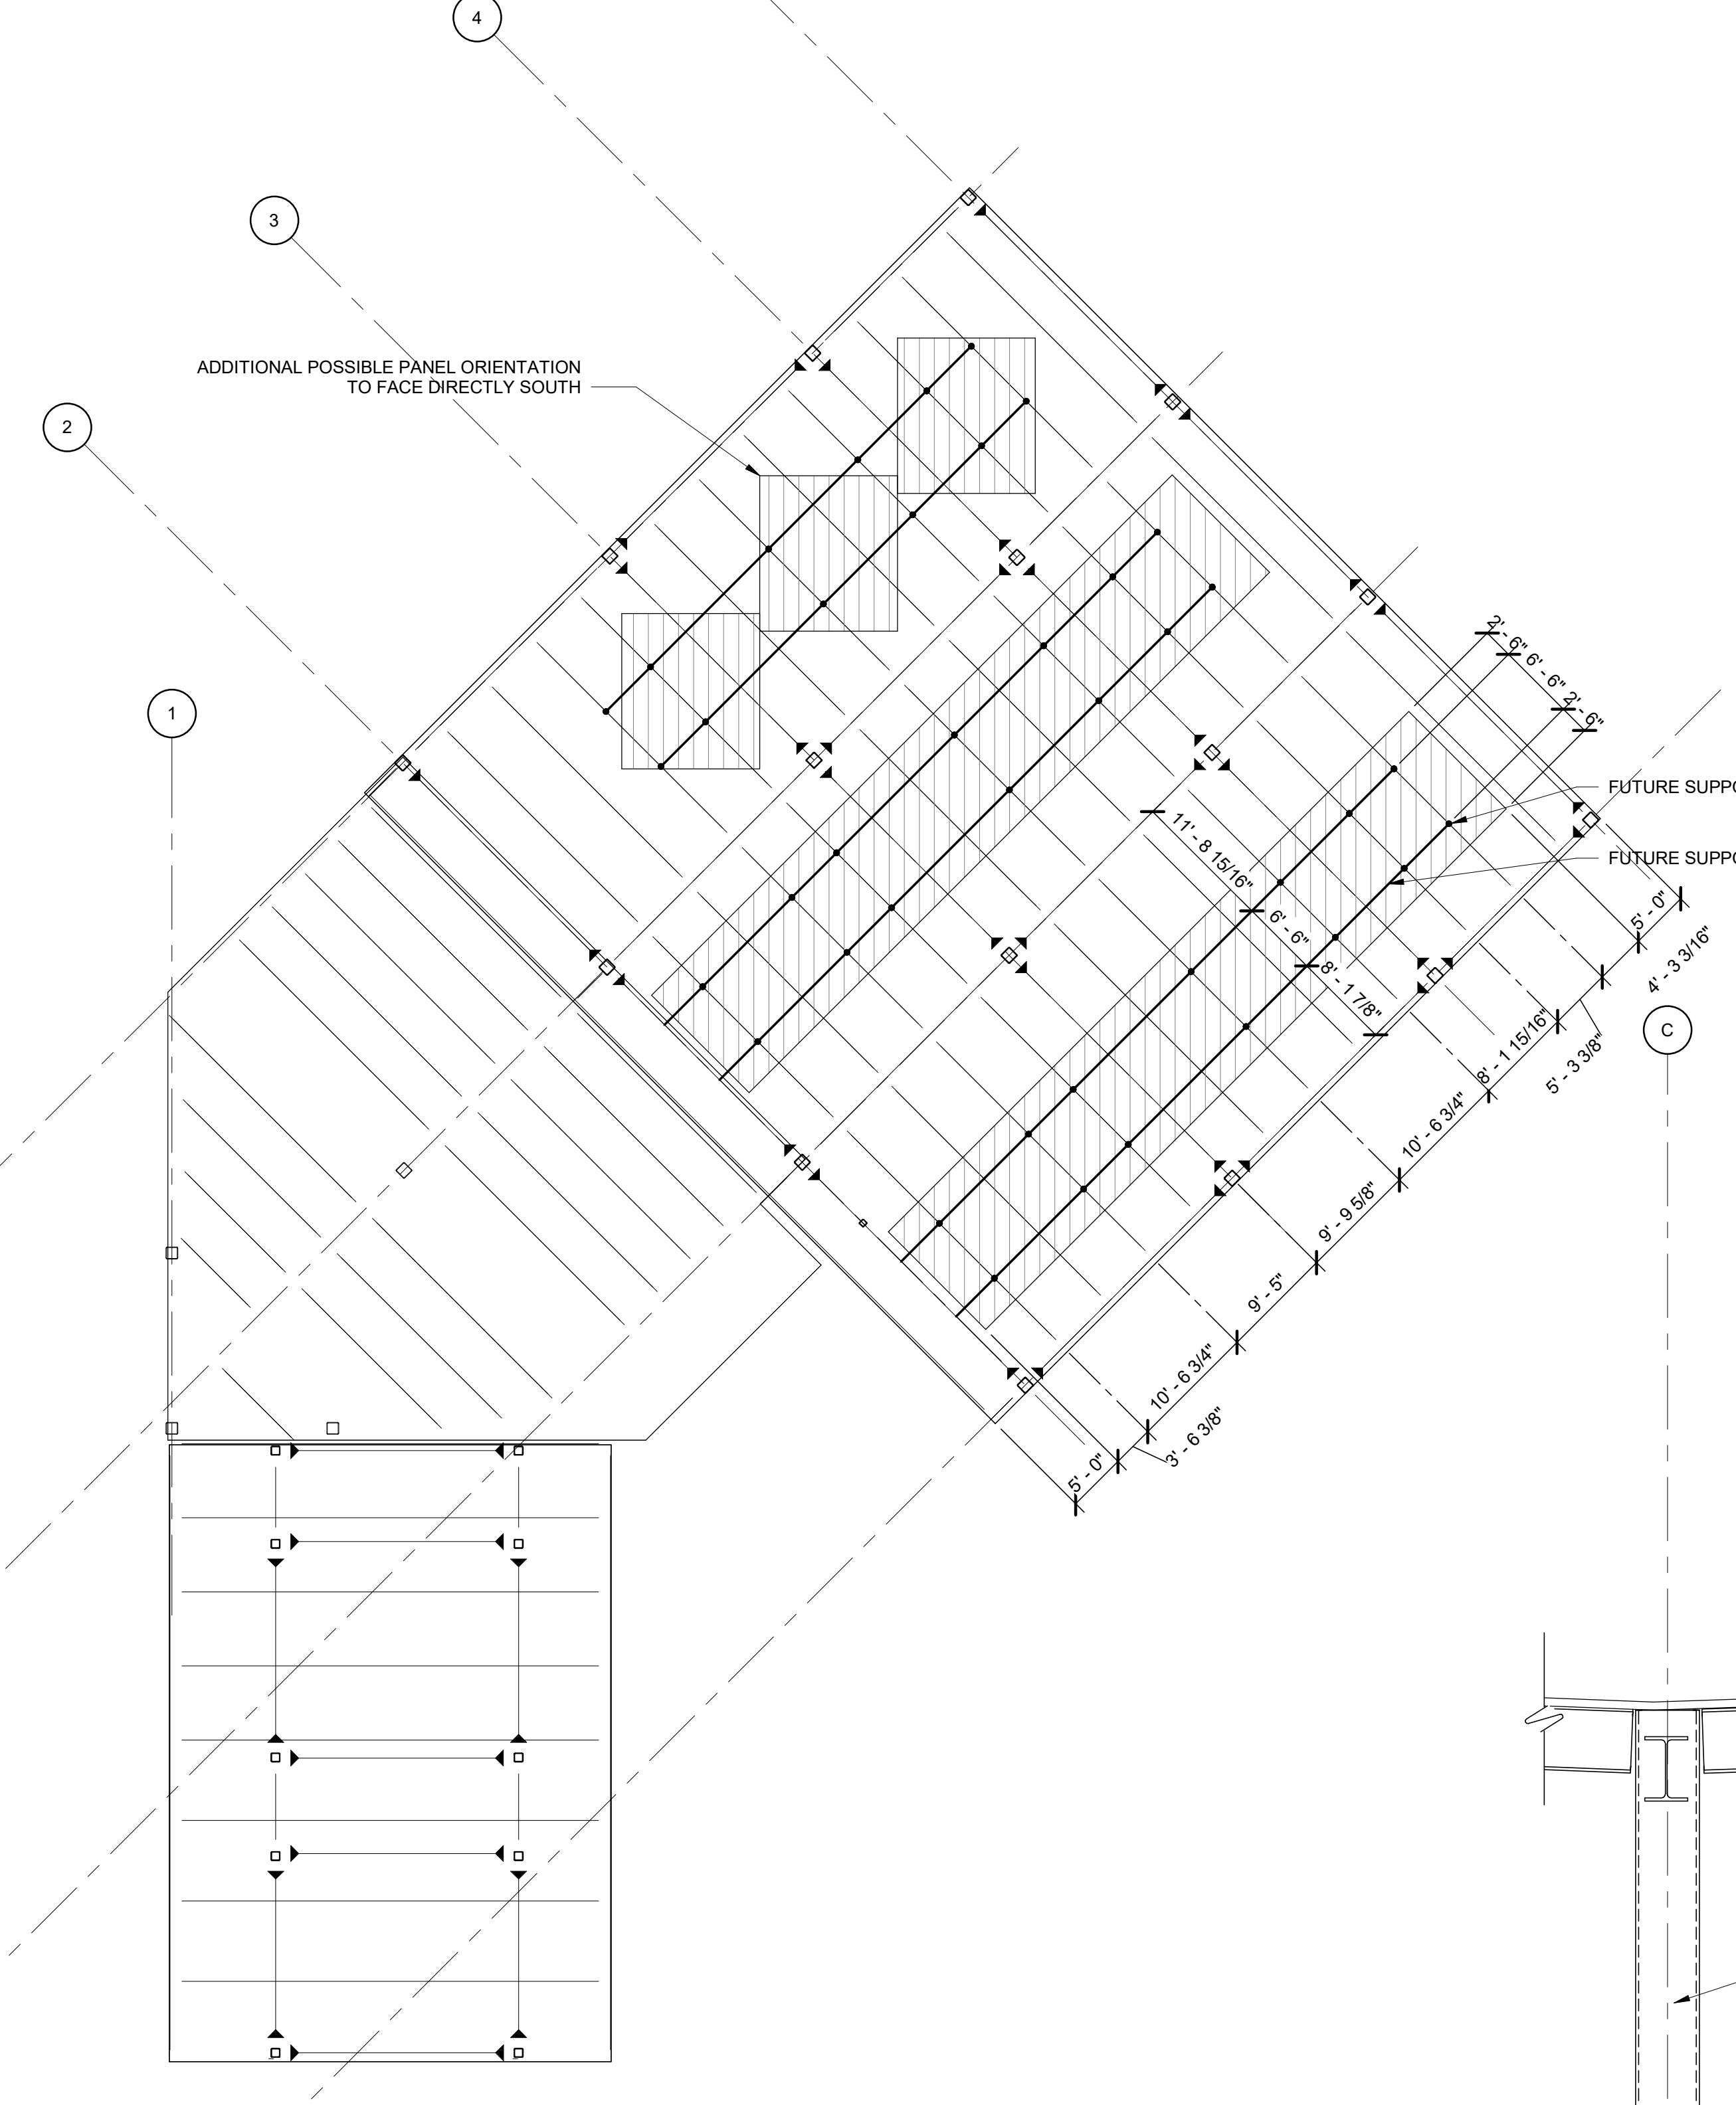 4
3
ADDITIONAL POSSIBLE PANEL ORIENTATION
TO FACE DIRECTLY SOUTH
2
1
2' - 6"
6' - 6"
2' - 6"
FUTURE SUPPO
11' - 8 15/16"
FUTURE SUPPO
6' - 6"
8' - 1 7/8"
5' - 0"
4' - 3 3/16"
C
8' - 1 15/16"
5' - 3 3/8"
10' - 6 3/4"
9' - 9 5/8"
9' - 5"
10' - 6 3/4"
3' - 6 3/8"
5' - 0"